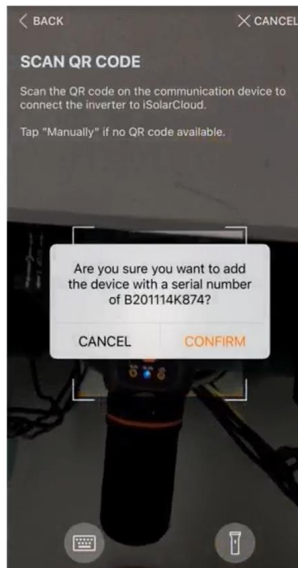 BACK
CANCEL
SCAN QR CODE
Scan the QR code on the communication device to
connect the inverter to iSolarCloud.
Tap "Manually" if no QR code available.
Are you sure you want to add
the device with a serial number
of B201114K874?
CANCEL
CONFIRM